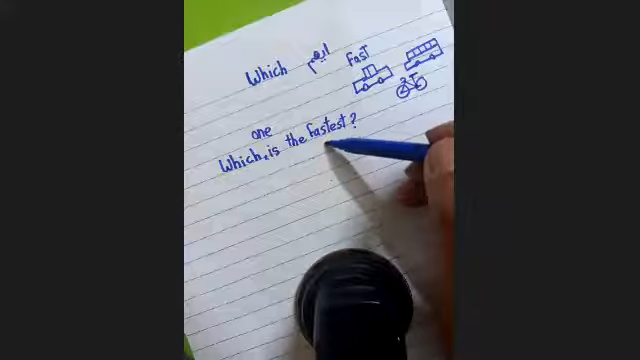 Which ايهم fast
one
Which is the fastest?